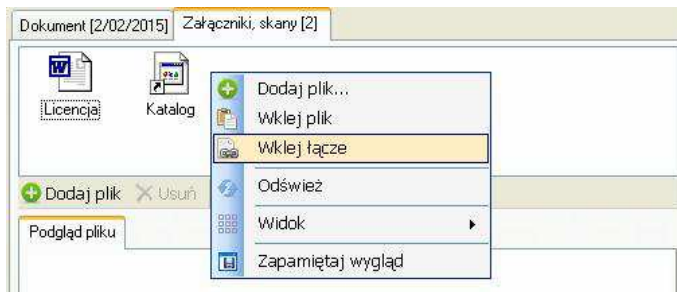 Dokument [2/02/2015]
Załączniki, skany [2]
Licencja
Katalog
Dodaj plik...
Wklej plik
Wklej łącze
Odśwież
Widok
Zapamiętaj wygląd
Dodaj plik
Usuń
Podgląd pliku